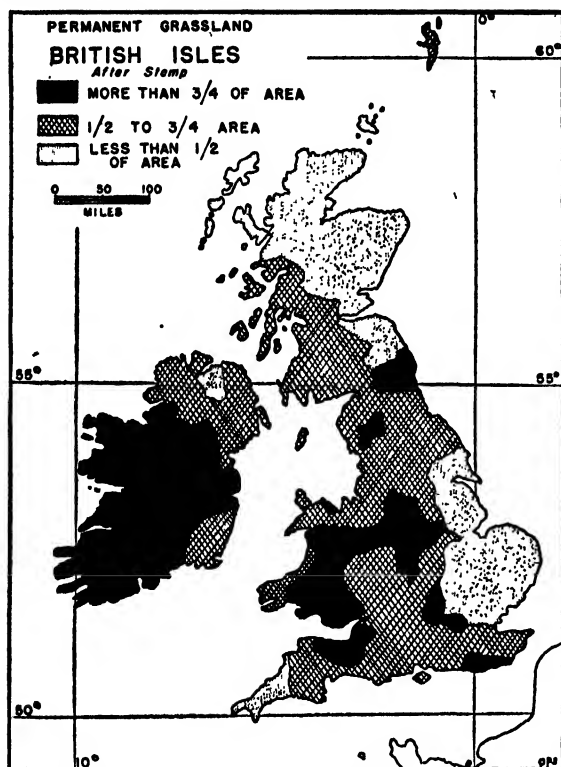 PERMANENT GRASSLAND
BRITISH ISLES
After Stamp
MORE THAN 3/4 OF AREA
1/2 TO 3/4 AREA
LESS THAN 1/2
OF AREA
0 50 100
MILES
0°
60°
55°
55°
50°
10°